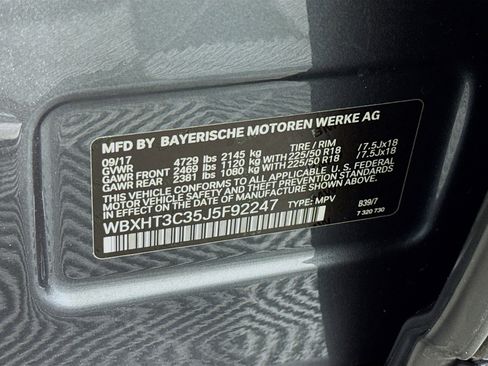 MFD BY BAYERISCHE MOTOREN WERKE AG
09/17 TIRE / RIM
GVWR 4729 lbs 2145 kg
GAWR FRONT 2469 lbs 1120 kg WITH 225/50 R18 / 7.5Jx18
GAWR REAR 2381 lbs 1080 kg WITH 225/50 R18 / 7.5Jx18
THIS VEHICLE CONFORMS TO ALL APPLICABLE U.S. FEDERAL
MOTOR VEHICLE SAFETY AND THEFT PREVENTION STANDARDS
IN EFFECT ON THE DATE OF MANUFACTURE SHOWN ABOVE.
WBXHT3C35J5F92247 TYPE: MPV B39/7
7 320 730